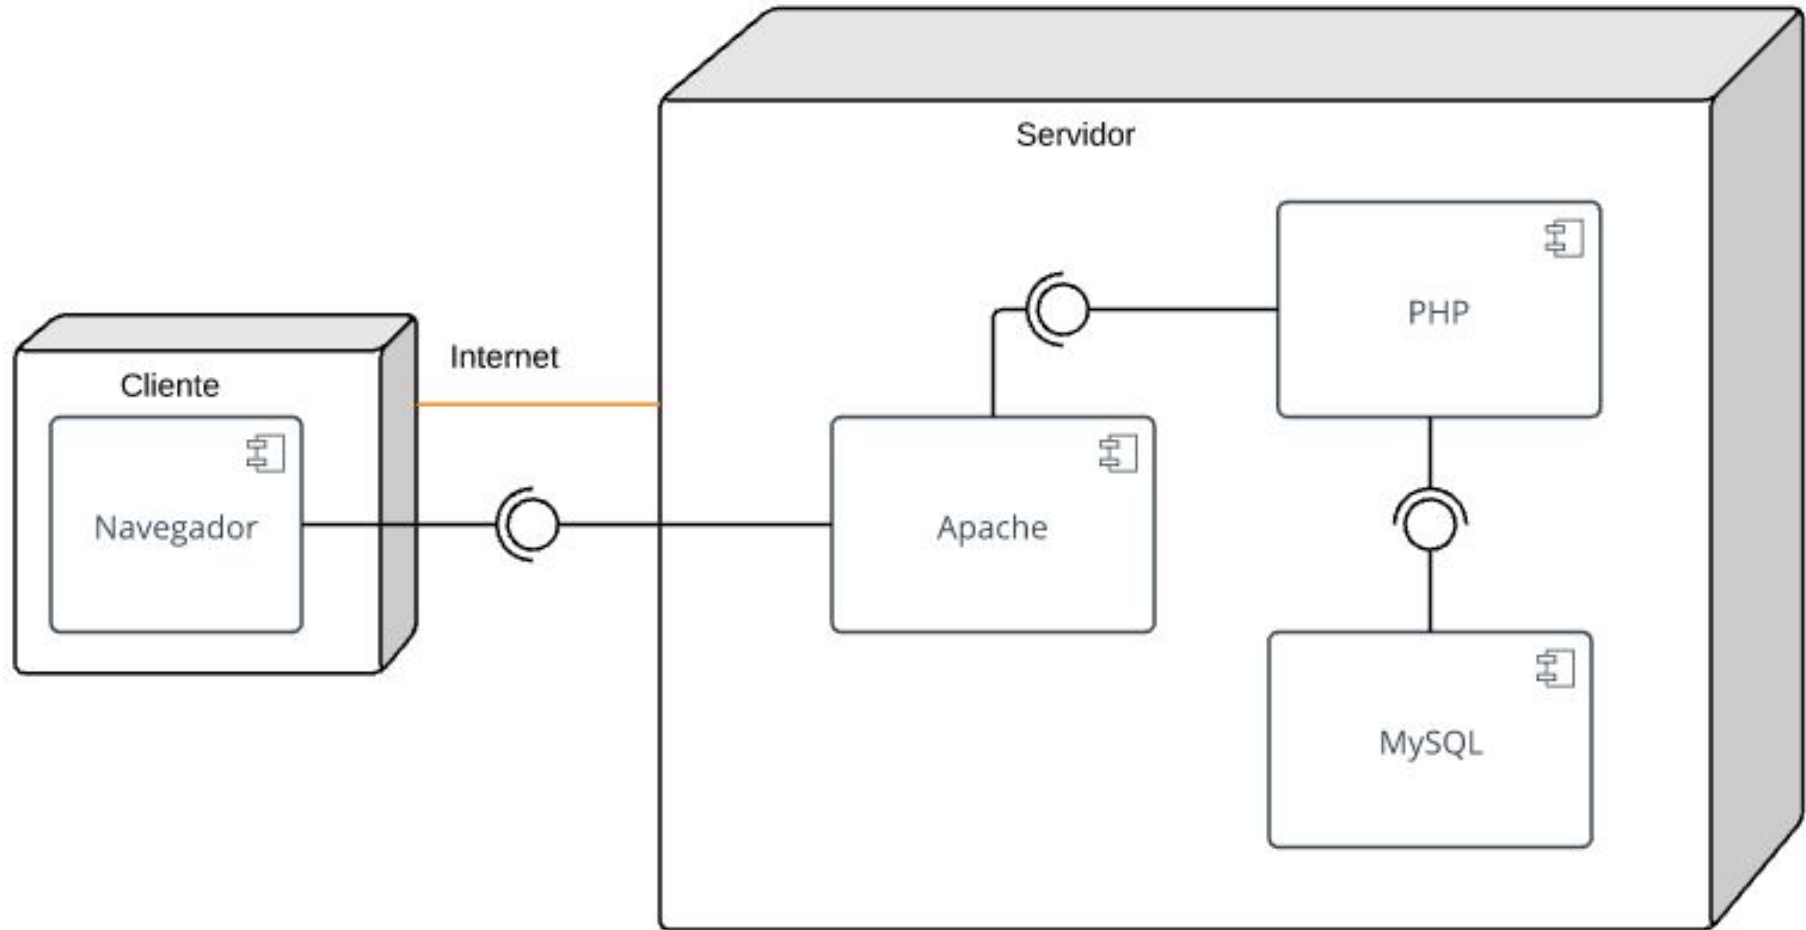 Servidor
PHP
Internet
Cliente
Navegador
Apache
MySQL